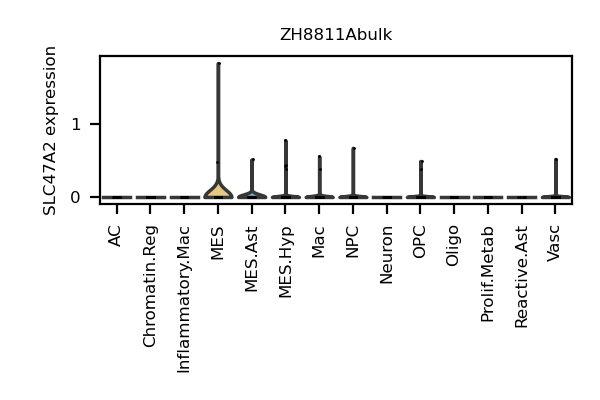 ZH8811Abulk
SLC47A2 expression
1
0
AC
Chromatin.Reg
Inflammatory.Mac
MES
MES.Ast
MES.Hyp
Mac
NPC
Neuron
OPC
Oligo
Prolif.Metab
Reactive.Ast
Vasc